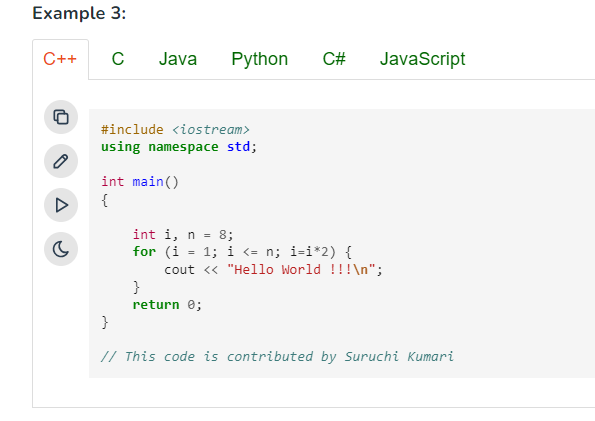 Example 3:
C++ C Java Python C# JavaScript
#include <iostream>
using namespace std;
int main()
{
int i, n = 8;
for (i = 1; i <= n; i=i*2) {
cout << "Hello World !!!\n";
}
return 0;
}
// This code is contributed by Suruchi Kumari